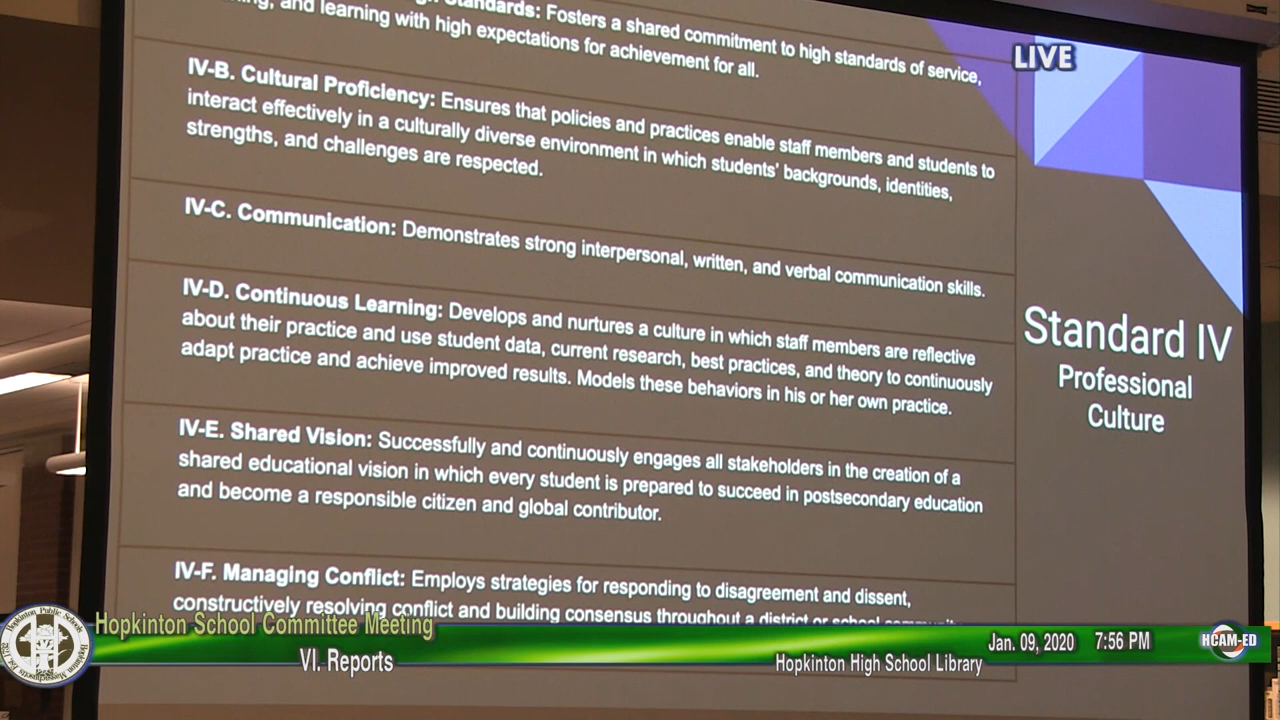 Standards: Fosters a shared commitment to high standards of service,
and learning with high expectations for achievement for all.
IV-B. Cultural Proficiency: Ensures that policies and practices enable staff members and students to
interact effectively in a culturally diverse environment in which students' backgrounds, identities,
strengths, and challenges are respected.
IV-C. Communication: Demonstrates strong interpersonal, written, and verbal communication skills.
IV-D. Continuous Learning: Develops and nurtures a culture in which staff members are reflective
about their practice and use student data, current research, best practices, and theory to continuously
adapt practice and achieve improved results. Models these behaviors in his or her own practice.
IV-E. Shared Vision: Successfully and continuously engages all stakeholders in the creation of a
shared educational vision in which every student is prepared to succeed in postsecondary education
and become a responsible citizen and global contributor.
IV-F. Managing Conflict: Employs strategies for responding to disagreement and dissent,
constructively resolving conflict and building consensus throughout a district or school community
LIVE
Standard IV
Professional
Culture
Hopkinton School Committee Meeting
VI. Reports
Jan. 09, 2020 7:56 PM
Hopkinton High School Library
HCAM-ED
Hopkinton Public Schools